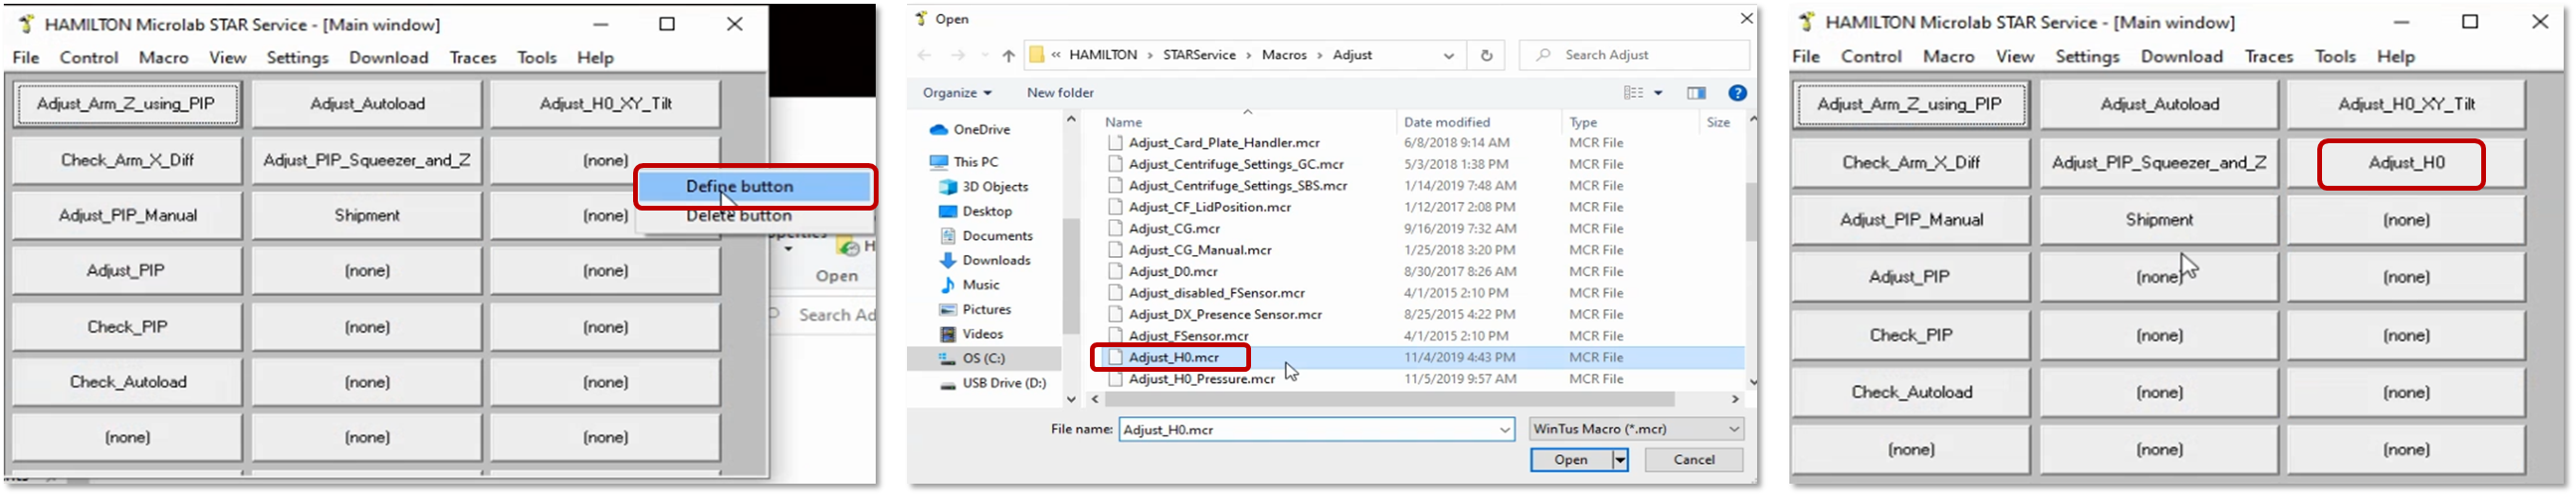 HAMILTON Microlab STAR Service - [Main window]
File Control Macro View Settings Download Traces Tools Help
Adjust_Arm_Z_using_PIP Adjust_Autoload Adjust_H0_XY_Tilt
Check_Arm_X_Diff Adjust_PIP_Squeezer_and_Z (none)
Define button
Adjust_PIP_Manual Shipment (none)
Delete button
Adjust_PIP (none) (none)
Open
Check_PIP (none) (none)
Search Ad
Check_Autoload (none) (none)
(none) (none) (none)
Open
« HAMILTON › STARService › Macros › Adjust
Search Adjust
Organize New folder
Name Date modified Type Size
OneDrive
This PC
3D Objects
Desktop
Documents
Downloads
Music
Pictures
Videos
OS (C:)
USB Drive (D:)
Adjust_Card_Plate_Handler.mcr 6/8/2018 9:14 AM MCR File
Adjust_Centrifuge_Settings_GC.mcr 5/3/2018 1:38 PM MCR File
Adjust_Centrifuge_Settings_SBS.mcr 1/14/2019 7:48 AM MCR File
Adjust_CF_LidPosition.mcr 1/12/2017 2:08 PM MCR File
Adjust_CG.mcr 9/16/2019 7:32 AM MCR File
Adjust_CG_Manual.mcr 1/25/2018 3:20 PM MCR File
Adjust_D0.mcr 8/30/2017 8:26 AM MCR File
Adjust_disabled_FSensor.mcr 4/1/2015 2:10 PM MCR File
Adjust_DX_Presence Sensor.mcr 8/25/2015 4:22 PM MCR File
Adjust_FSensor.mcr 4/1/2015 2:10 PM MCR File
Adjust_H0.mcr 11/4/2019 4:43 PM MCR File
Adjust_H0_Pressure.mcr 11/5/2019 9:57 AM MCR File
File name: Adjust_H0.mcr WinTus Macro (*.mcr)
Open Cancel
HAMILTON Microlab STAR Service - [Main window]
File Control Macro View Settings Download Traces Tools Help
Adjust_Arm_Z_using_PIP Adjust_Autoload Adjust_H0_XY_Tilt
Check_Arm_X_Diff Adjust_PIP_Squeezer_and_Z Adjust_H0
Adjust_PIP_Manual Shipment (none)
Adjust_PIP (none) (none)
Check_PIP (none) (none)
Check_Autoload (none) (none)
(none) (none) (none)